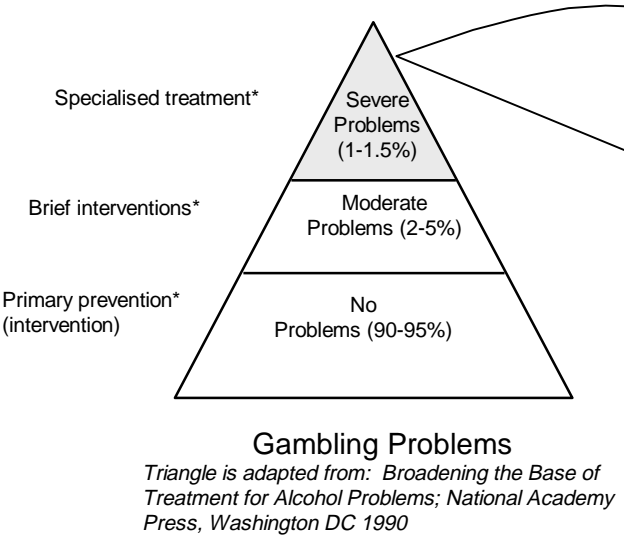 Specialised treatment*
Severe
Problems
(1-1.5%)
Brief interventions*
Moderate
Problems (2-5%)
Primary prevention*
(intervention)
No
Problems (90-95%)
Gambling Problems
Triangle is adapted from: Broadening the Base of
Treatment for Alcohol Problems; National Academy
Press, Washington DC 1990